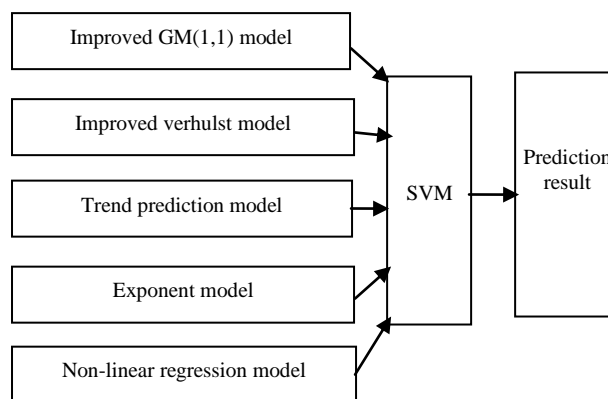 Improved GM(1,1) model
Improved verhulst model
Trend prediction model
Exponent model
Non-linear regression model
SVM
Prediction
result